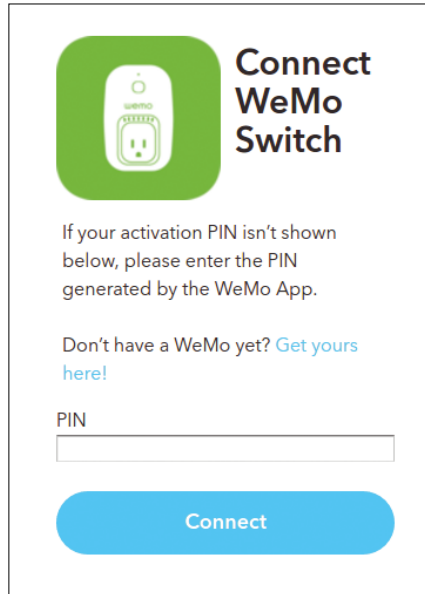 Connect
WeMo
Switch
wemo
If your activation PIN isn't shown
below, please enter the PIN
generated by the WeMo App.
Don't have a WeMo yet? Get yours
here!
PIN
Connect